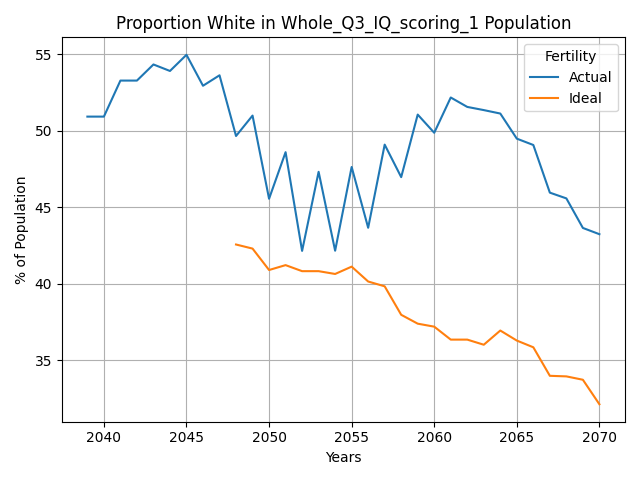 Proportion White in Whole_Q3_IQ_scoring_1 Population
Fertility
Actual
Ideal
% of Population
55
50
45
40
35
2040 2045 2050 2055 2060 2065 2070
Years